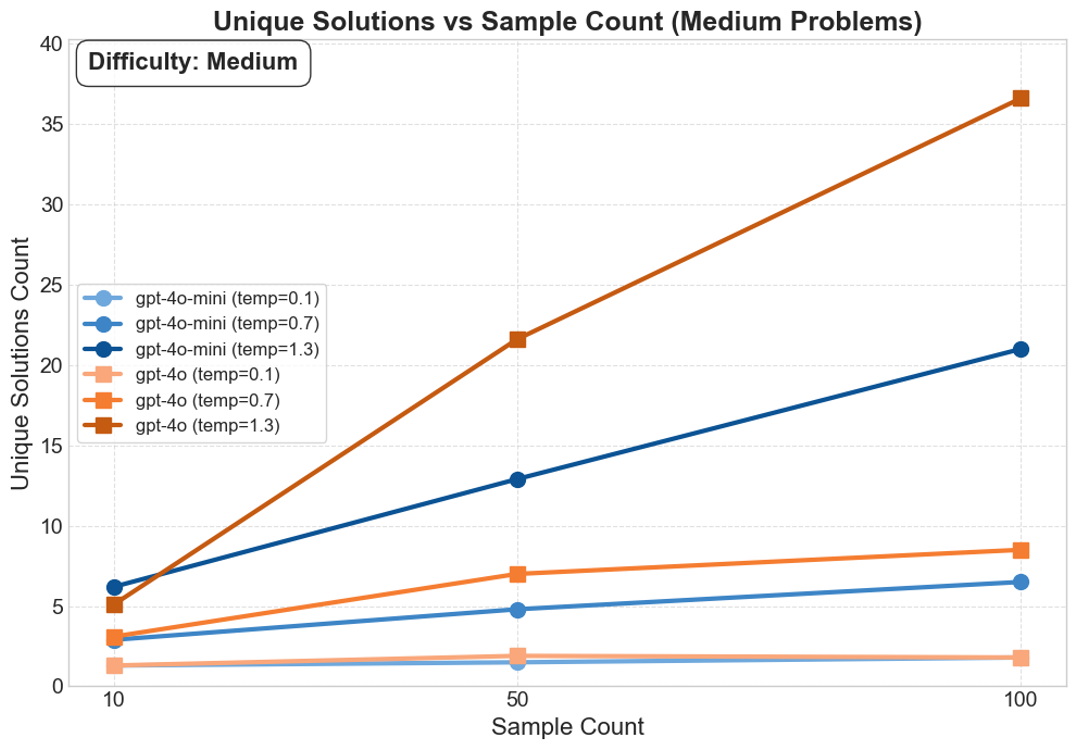 Unique Solutions vs Sample Count (Medium Problems)
Difficulty: Medium
40
35
30
25
20
15
10
5
0
Unique Solutions Count
gpt-4o-mini (temp=0.1)
gpt-4o-mini (temp=0.7)
gpt-4o-mini (temp=1.3)
gpt-4o (temp=0.1)
gpt-4o (temp=0.7)
gpt-4o (temp=1.3)
10 50 100
Sample Count